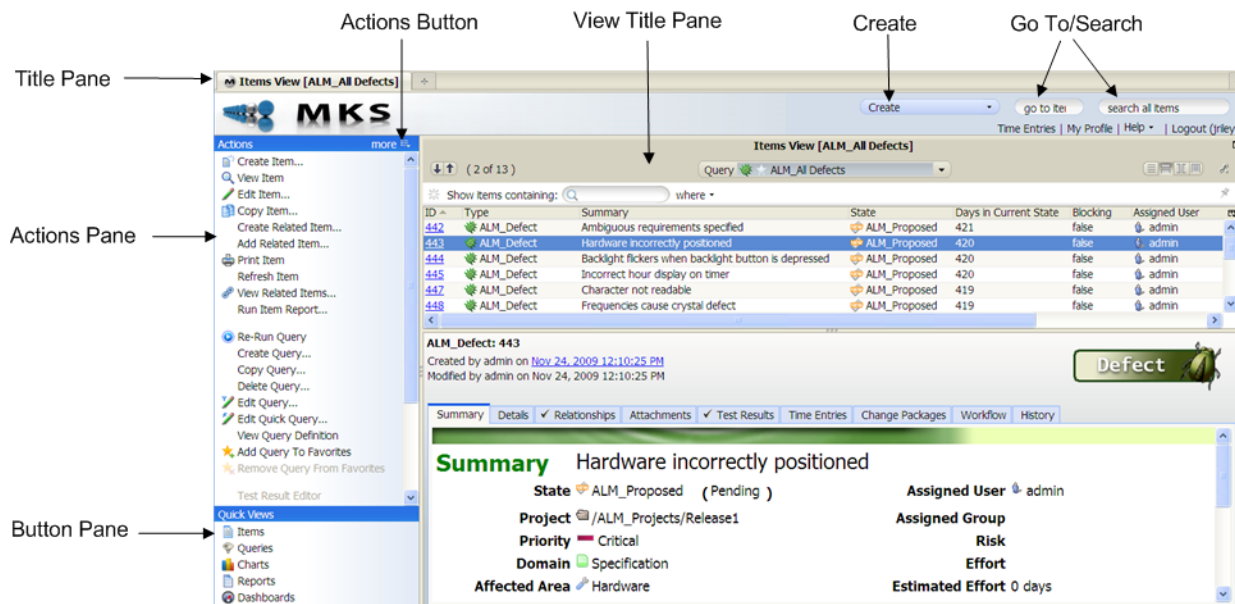 Actions Button
View Title Pane
Create
Go To/Search
Title Pane
Items View [ALM_All Defects]
MKS
Create
go to iter
search all items
Time Entries | My Profile | Help | Logout (jriley
Actions more
Create Item...
View Item
Edit Item...
Copy Item...
Create Related Item...
Add Related Item...
Print Item
Refresh Item
View Related Items...
Run Item Report...
Re-Run Query
Create Query...
Copy Query...
Delete Query...
Edit Query...
Edit Quick Query...
View Query Definition
Add Query To Favorites
Remove Query From Favorites
Test Result Editor
Actions Pane
Button Pane
Quick Views
Items
Queries
Charts
Reports
Dashboards
Items View [ALM_All Defects]
( 2 of 13 )
Query ALM_All Defects
Show items containing: where
ID Type Summary State Days in Current State Blocking Assigned User
442 ALM_Defect Ambiguous requirements specified ALM_Proposed 421 false admin
443 ALM_Defect Hardware incorrectly positioned ALM_Proposed 420 false admin
444 ALM_Defect Backlight flickers when backlight button is depressed ALM_Proposed 420 false admin
445 ALM_Defect Incorrect hour display on timer ALM_Proposed 420 false admin
447 ALM_Defect Character not readable ALM_Proposed 419 false admin
448 ALM_Defect Frequencies cause crystal defect ALM_Proposed 419 false admin
ALM_Defect: 443
Created by admin on Nov 24, 2009 12:10:25 PM
Modified by admin on Nov 24, 2009 12:10:25 PM
Defect
Summary Details Relationships Attachments Test Results Time Entries Change Packages Workflow History
Summary Hardware incorrectly positioned
State ALM_Proposed (Pending ) Assigned User admin
Project /ALM_Projects/Release1 Assigned Group
Priority Critical Risk
Domain Specification Effort
Affected Area Hardware Estimated Effort 0 days